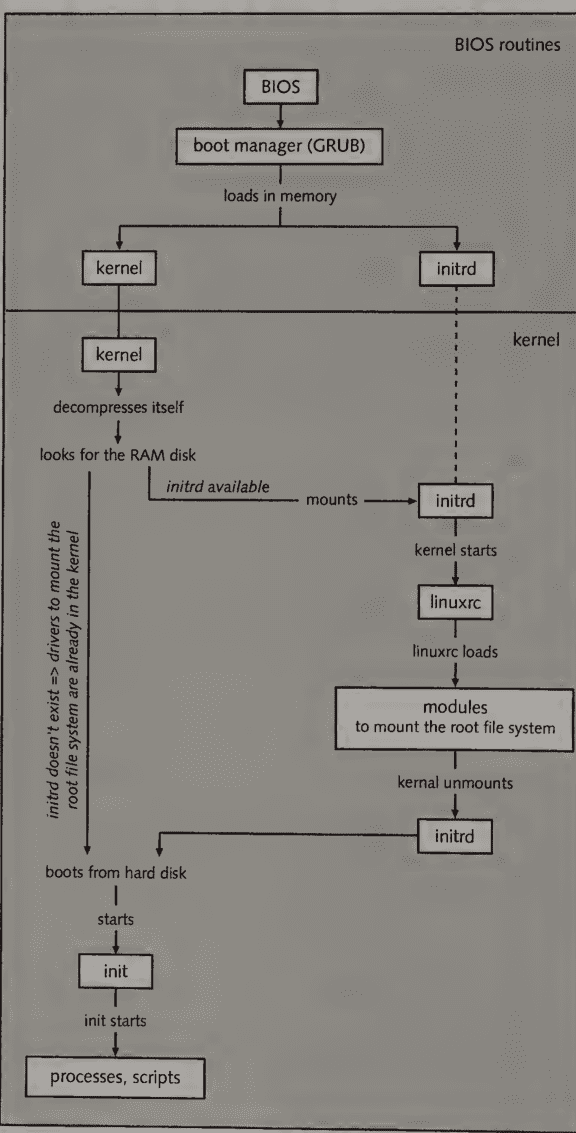 BIOS routines
BIOS
boot manager (GRUB)
loads in memory
kernel
initrd
kernel
kernel
decompresses itself
looks for the RAM disk
initrd available
mounts
initrd
kernel starts
linuxrc
linuxrc loads
modules
to mount the root file system
kernal unmounts
initrd
initrd doesn't exist => drivers to mount the
root file system are already in the kernel
boots from hard disk
starts
init
init starts
processes, scripts